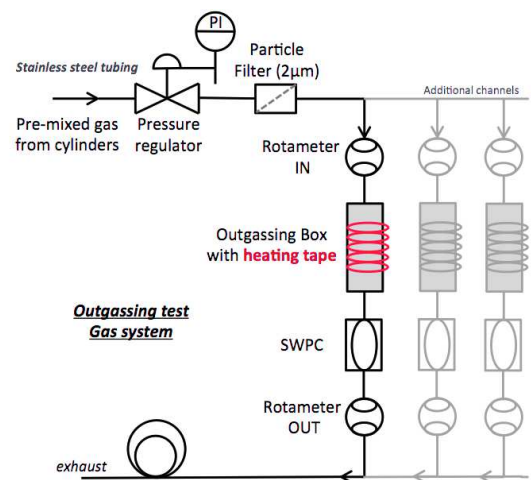 PI
Particle
Filter (2μm)
Stainless steel tubing
Additional channels
Pre-mixed gas
from cylinders
Pressure
regulator
Rotameter
IN
Outgassing Box
with heating tape
Outgassing test
Gas system
SWPC
Rotameter
OUT
exhaust